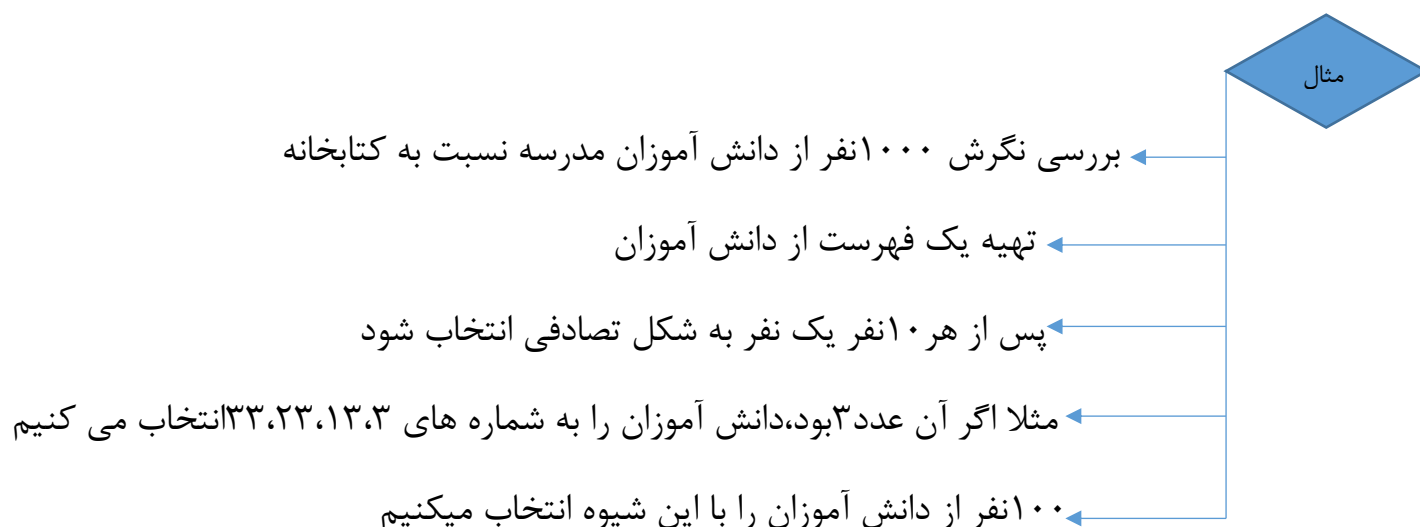 مثال
بررسی نگرش ۱۰۰۰نفر از دانش آموزان مدرسه نسبت به کتابخانه
تهیه یک فهرست از دانش آموزان
پس از هر۱۰نفر یک نفر به شکل تصادفی انتخاب شود
مثلا اگر آن عدد۳بود،دانش آموزان را به شماره های ۳،۱۳،۲۳،۳۳انتخاب می کنیم
۱۰۰نفر از دانش آموزان را با این شیوه انتخاب میکنیم